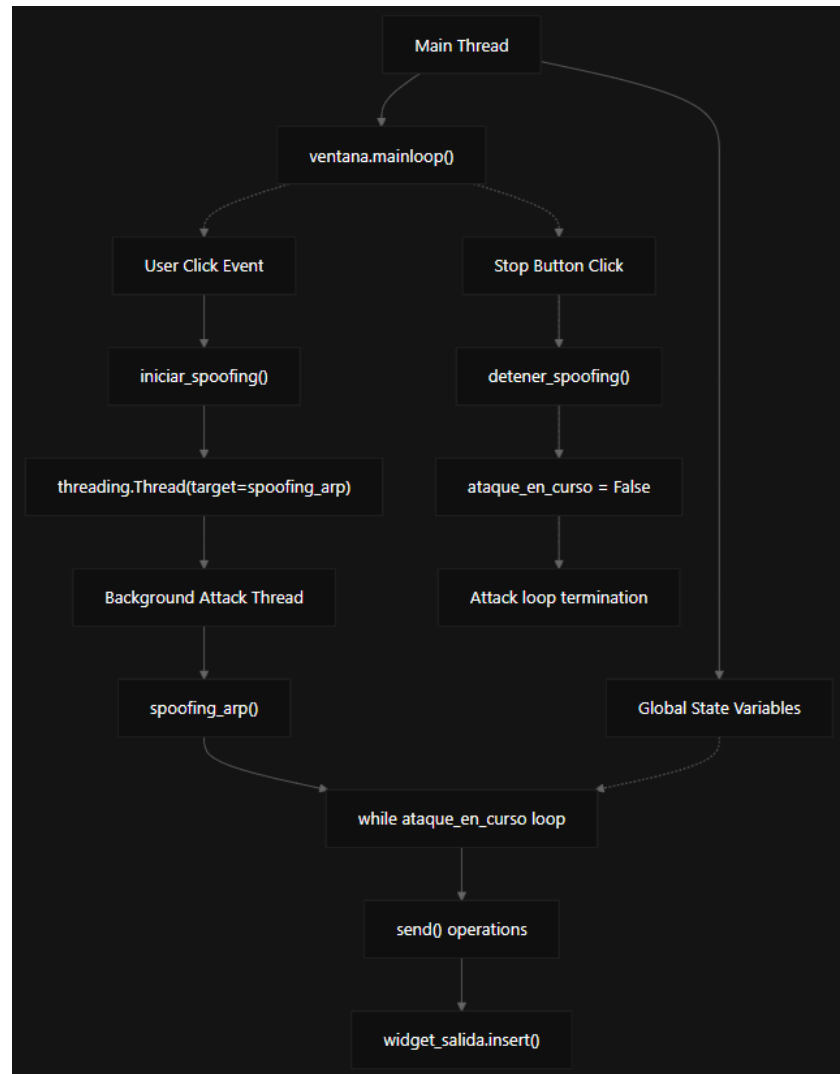 Main Thread
ventana.mainloop()
User Click Event
Stop Button Click
iniciar_spoofing()
detener_spoofing()
threading.Thread(target=spoofing_arp)
ataque_en_curso = False
Background Attack Thread
Attack loop termination
spoofing_arp()
Global State Variables
while ataque_en_curso loop
send() operations
widget_salida.insert()